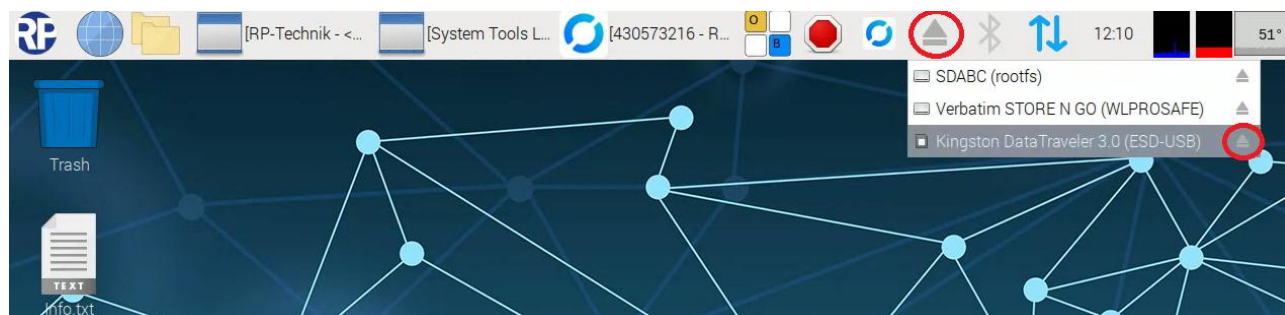 RP [RP-Technik - <... [System Tools L... [430573216 - R... O B 12:10 51°
SDABC (rootfs)
Verbatim STORE N GO (WLPROSAFE)
Kingston DataTraveler 3.0 (ESD-USB)
Trash
TEXT
Info.txt